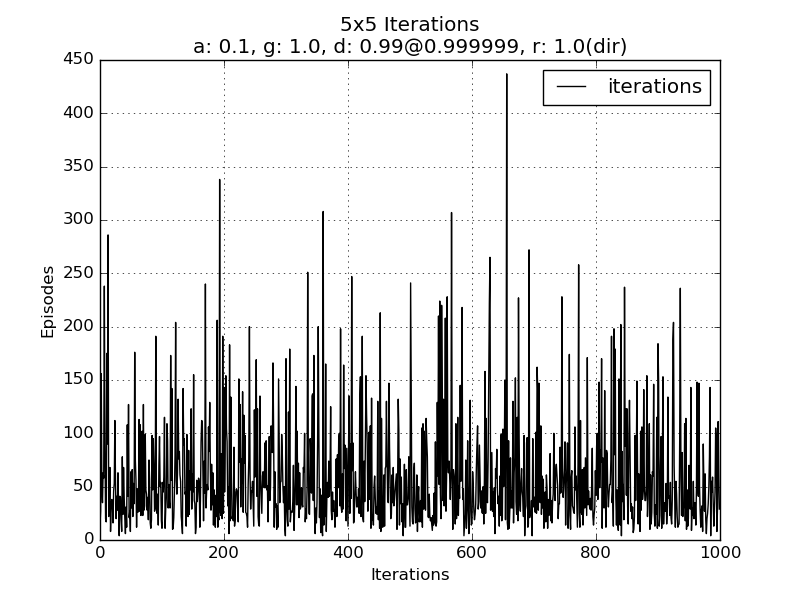 5x5 Iterations
a: 0.1, g: 1.0, d: 0.99@0.999999, r: 1.0(dir)
450
400
350
300
250
200
150
100
50
0
iterations
Episodes
0 200 400 600 800 1000
Iterations